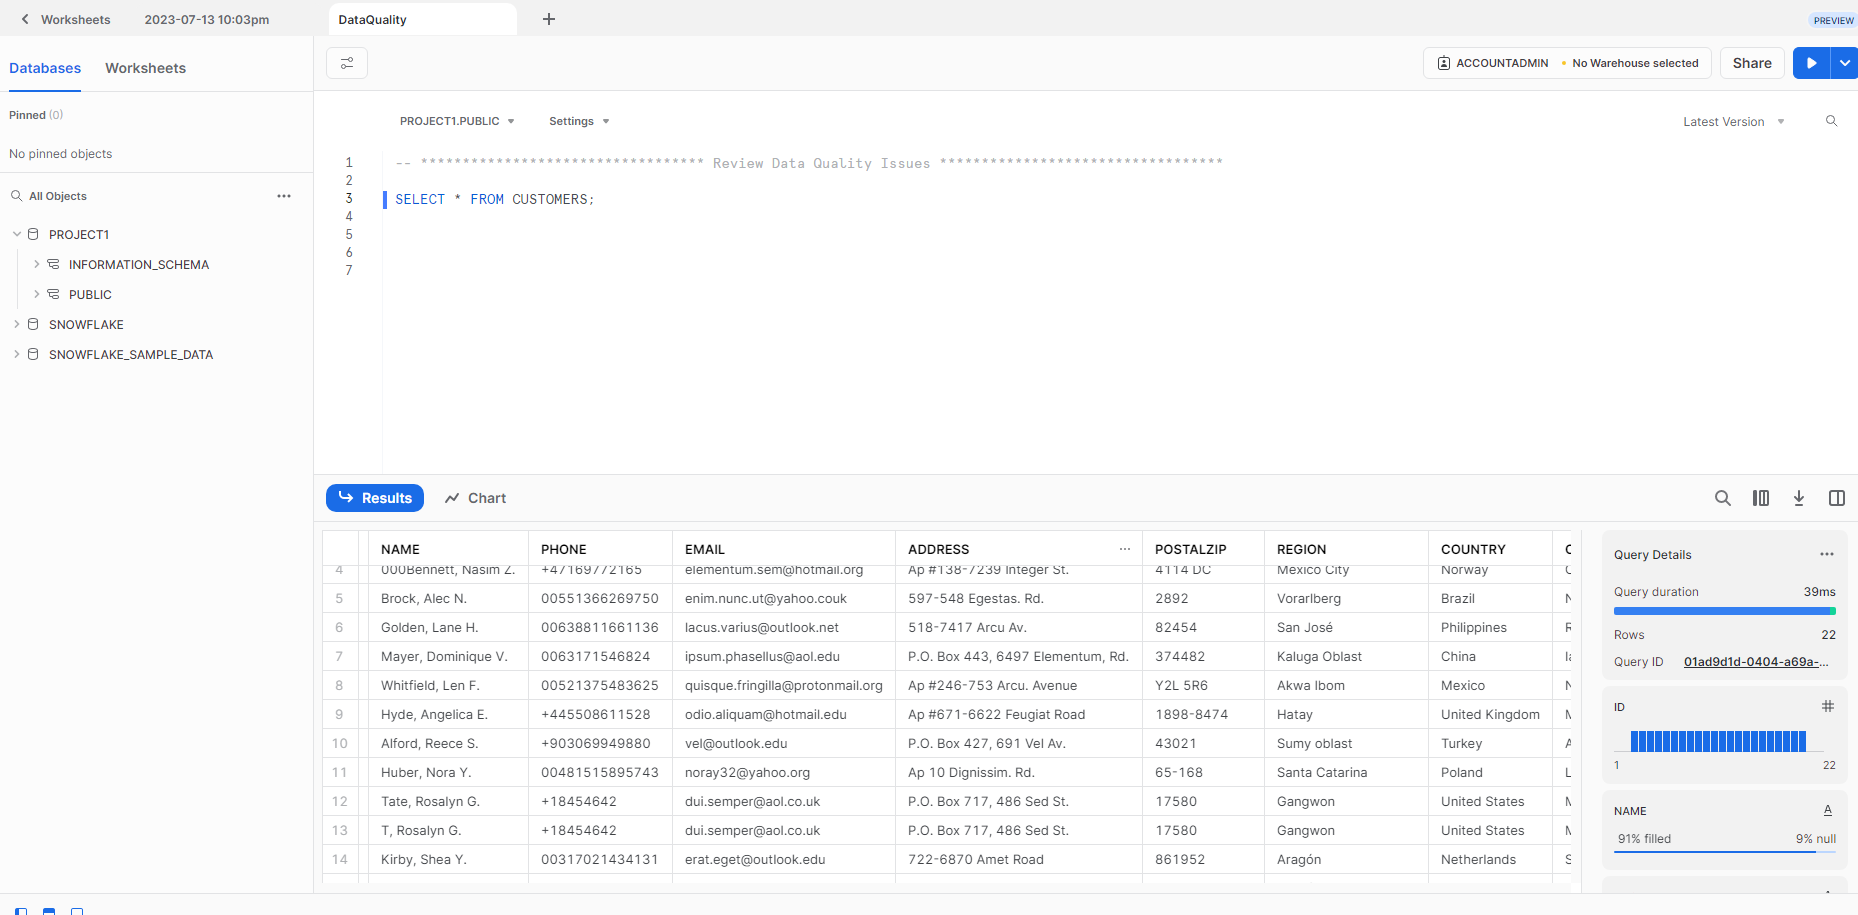 Worksheets
2023-07-13 10:03pm
DataQuality
PREVIEW
Databases
Worksheets
ACCOUNTADMIN
No Warehouse selected
Share
Pinned (0)
No pinned objects
All Objects
PROJECT1
INFORMATION_SCHEMA
PUBLIC
SNOWFLAKE
SNOWFLAKE_SAMPLE_DATA
PROJECT1.PUBLIC
Settings
Latest Version
1 -- ********************************** Review Data Quality Issues **********************************
2
3 SELECT * FROM CUSTOMERS;
4
5
6
7
Results
Chart
NAME PHONE EMAIL ADDRESS ... POSTALZIP REGION COUNTRY
4 000Bennett, Nasim Z. +47169772165 elementum.sem@hotmail.org Ap #138-7239 Integer St. 4114 DC Mexico City Norway
5 Brock, Alec N. 00551366269750 enim.nunc.ut@yahoo.couk 597-548 Egestas. Rd. 2892 Vorarlberg Brazil
6 Golden, Lane H. 00638811661136 lacus.varius@outlook.net 518-7417 Arcu Av. 82454 San José Philippines
7 Mayer, Dominique V. 0063171546824 ipsum.phasellus@aol.edu P.O. Box 443, 6497 Elementum, Rd. 374482 Kaluga Oblast China
8 Whitfield, Len F. 00521375483625 quisque.fringilla@protonmail.org Ap #246-753 Arcu. Avenue Y2L 5R6 Akwa Ibom Mexico
9 Hyde, Angelica E. +445508611528 odio.aliquam@hotmail.edu Ap #671-6622 Feugiat Road 1898-8474 Hatay United Kingdom
10 Alford, Reece S. +903069949880 vel@outlook.edu P.O. Box 427, 691 Vel Av. 43021 Sumy oblast Turkey
11 Huber, Nora Y. 00481515895743 noray32@yahoo.org Ap 10 Dignissim. Rd. 65-168 Santa Catarina Poland
12 Tate, Rosalyn G. +18454642 dui.semper@aol.co.uk P.O. Box 717, 486 Sed St. 17580 Gangwon United States
13 T, Rosalyn G. +18454642 dui.semper@aol.co.uk P.O. Box 717, 486 Sed St. 17580 Gangwon United States
14 Kirby, Shea Y. 00317021434131 erat.eget@outlook.edu 722-6870 Amet Road 861952 Aragón Netherlands
Query Details
Query duration 39ms
Rows 22
Query ID 01ad9d1d-0404-a69a-...
ID #
1 22
NAME A
91% filled 9% null